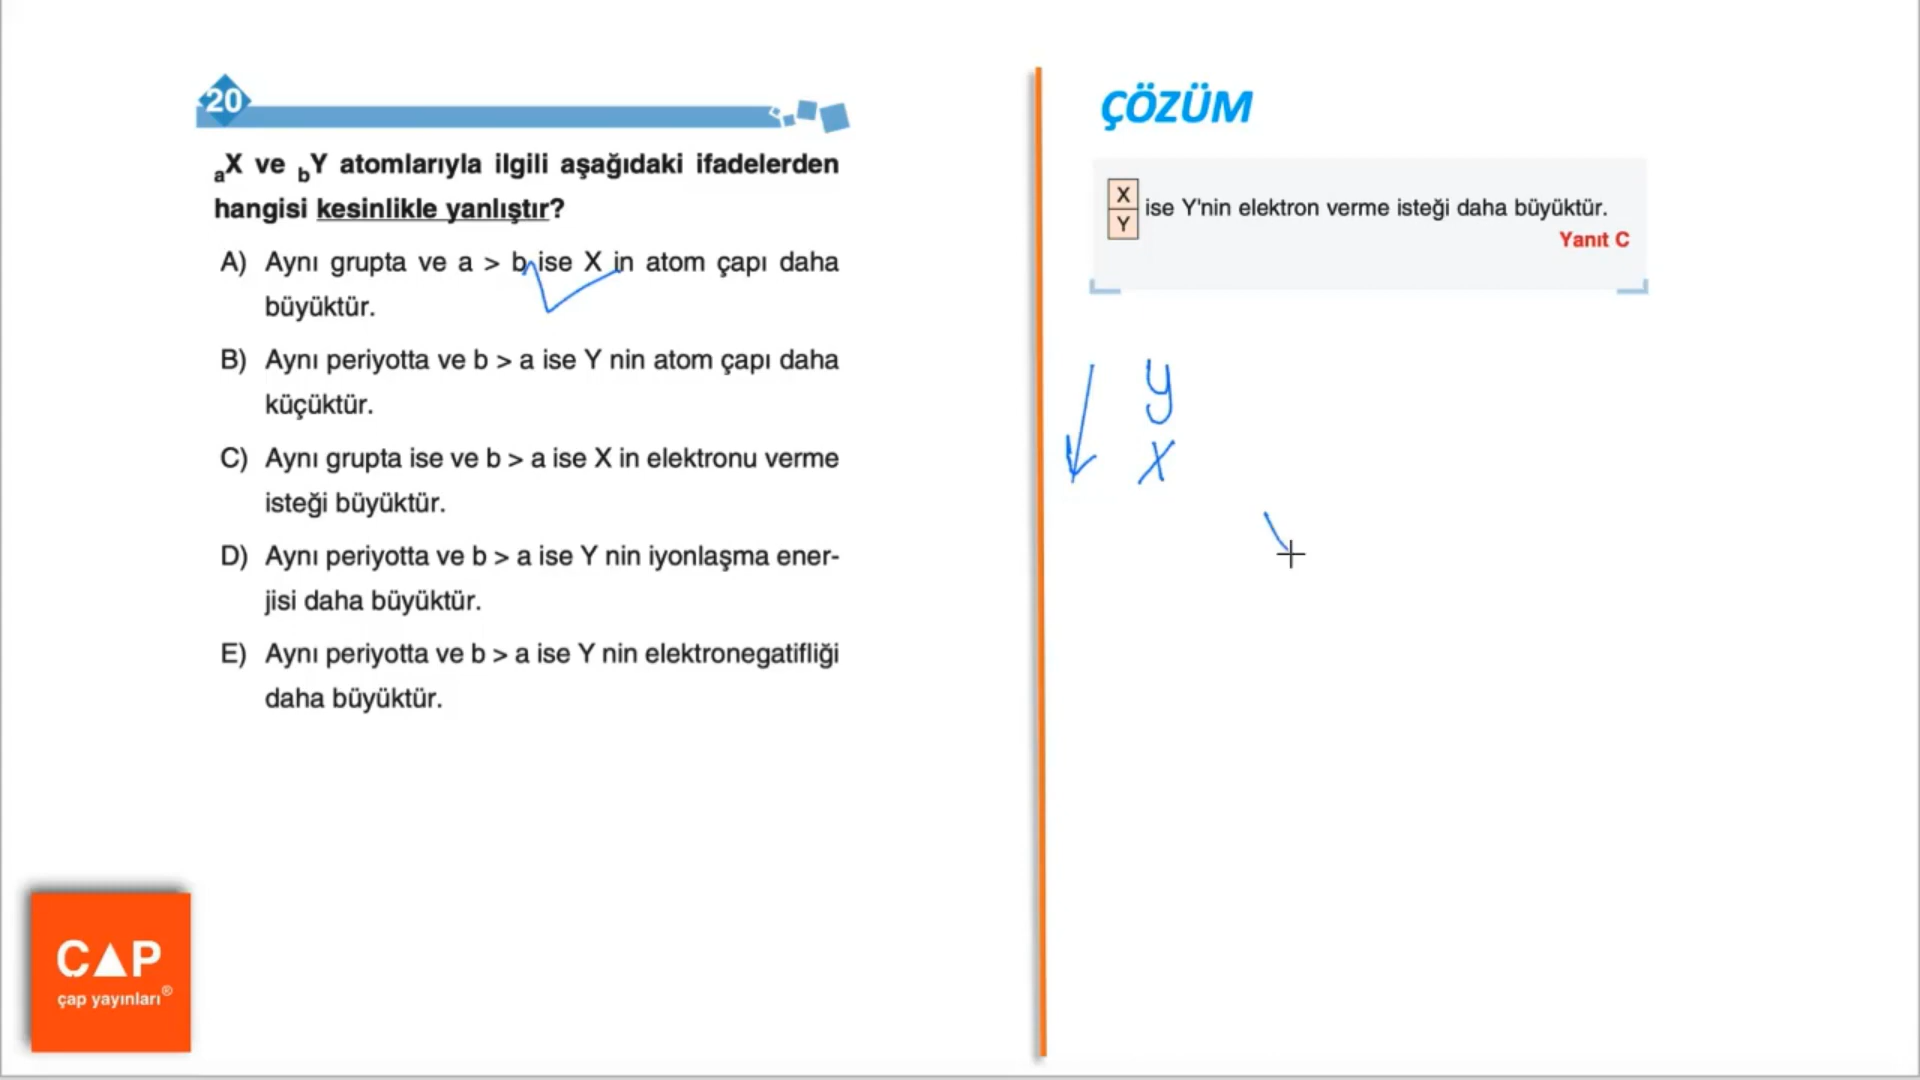 20
aX ve bY atomlarıyla ilgili aşağıdaki ifadelerden
hangisi kesinlikle yanlıştır?
A) Aynı grupta ve a > b ise X in atom çapı daha
büyüktür.
B) Aynı periyotta ve b > a ise Y nin atom çapı daha
küçüktür.
C) Aynı grupta ise ve b > a ise X in elektronu verme
isteği büyüktür.
D) Aynı periyotta ve b > a ise Y nin iyonlaşma ener-
jisi daha büyüktür.
E) Aynı periyotta ve b > a ise Y nin elektronegatifliği
daha büyüktür.
ÇÖZÜM
X
Y
ise Y'nin elektron verme isteği daha büyüktür.
Yanıt C
y
X
ÇAP
çap yayınları®